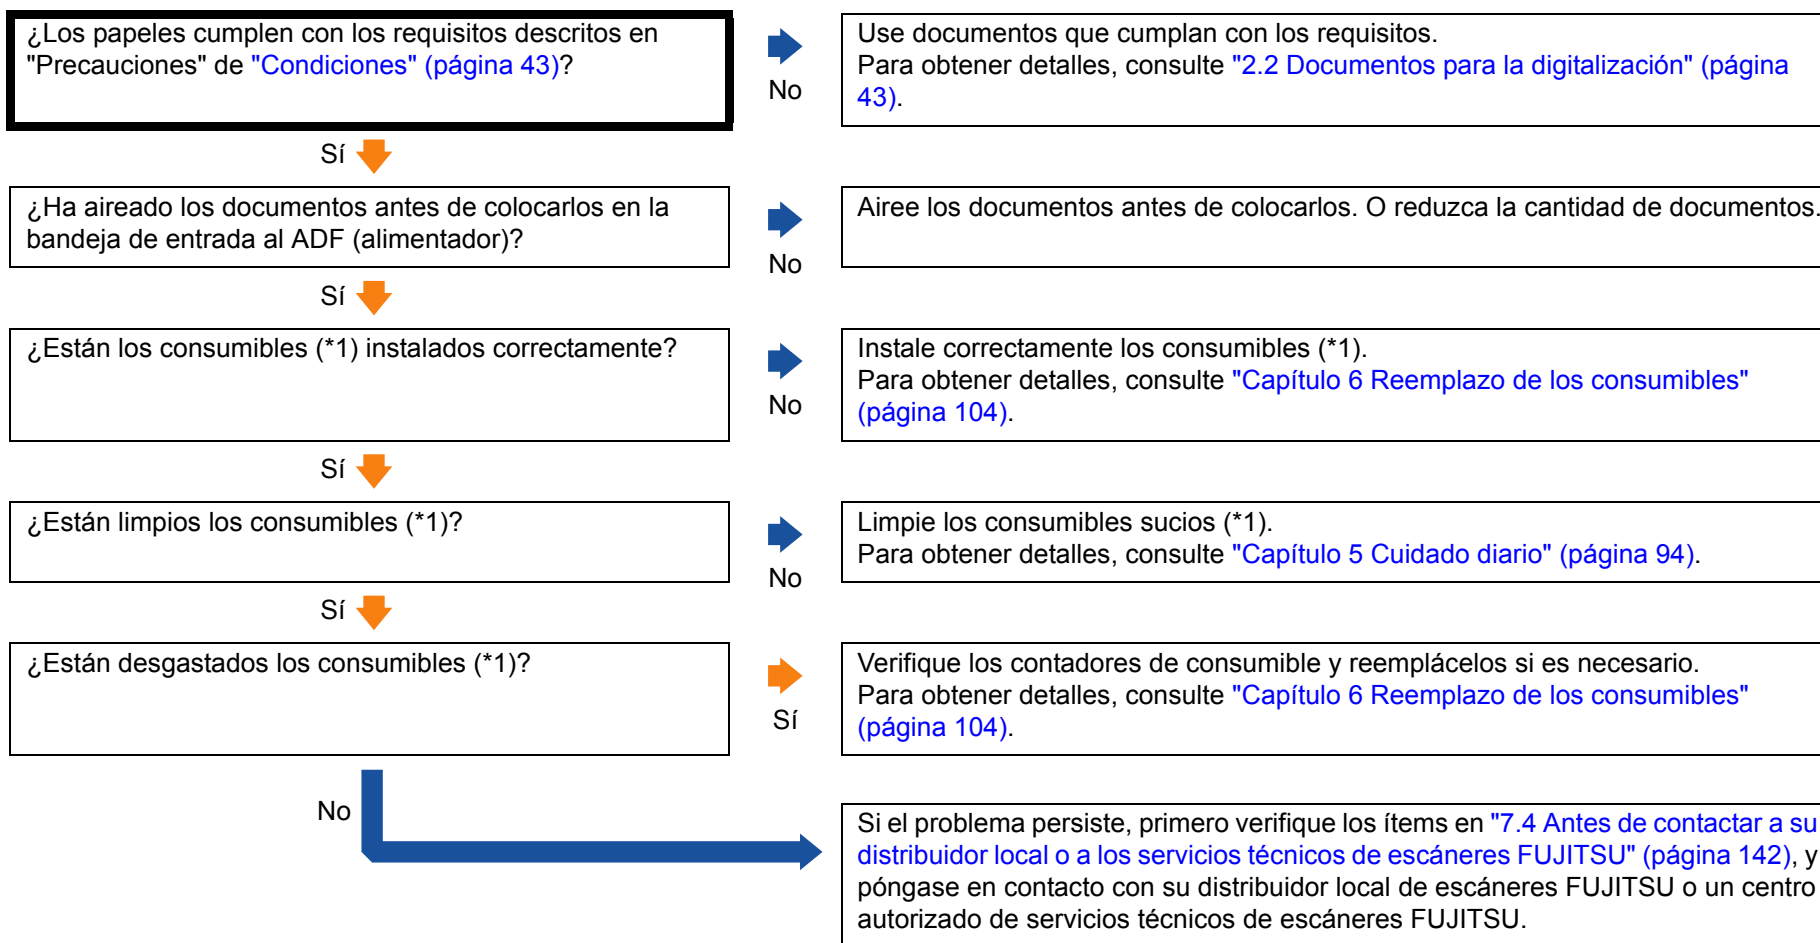 ¿Los papeles cumplen con los requisitos descritos en
"Precauciones" de "Condiciones" (página 43)?
No
Use documentos que cumplan con los requisitos.
Para obtener detalles, consulte "2.2 Documentos para la digitalización" (página
43).
Sí
¿Ha aireado los documentos antes de colocarlos en la
bandeja de entrada al ADF (alimentador)?
No
Airee los documentos antes de colocarlos. O reduzca la cantidad de documentos.
Sí
¿Están los consumibles (*1) instalados correctamente?
No
Instale correctamente los consumibles (*1).
Para obtener detalles, consulte "Capítulo 6 Reemplazo de los consumibles"
(página 104).
Sí
¿Están limpios los consumibles (*1)?
No
Limpie los consumibles sucios (*1).
Para obtener detalles, consulte "Capítulo 5 Cuidado diario" (página 94).
Sí
¿Están desgastados los consumibles (*1)?
Sí
Verifique los contadores de consumible y reemplácelos si es necesario.
Para obtener detalles, consulte "Capítulo 6 Reemplazo de los consumibles"
(página 104).
No
Si el problema persiste, primero verifique los ítems en "7.4 Antes de contactar a su
distribuidor local o a los servicios técnicos de escáneres FUJITSU" (página 142), y
póngase en contacto con su distribuidor local de escáneres FUJITSU o un centro
autorizado de servicios técnicos de escáneres FUJITSU.